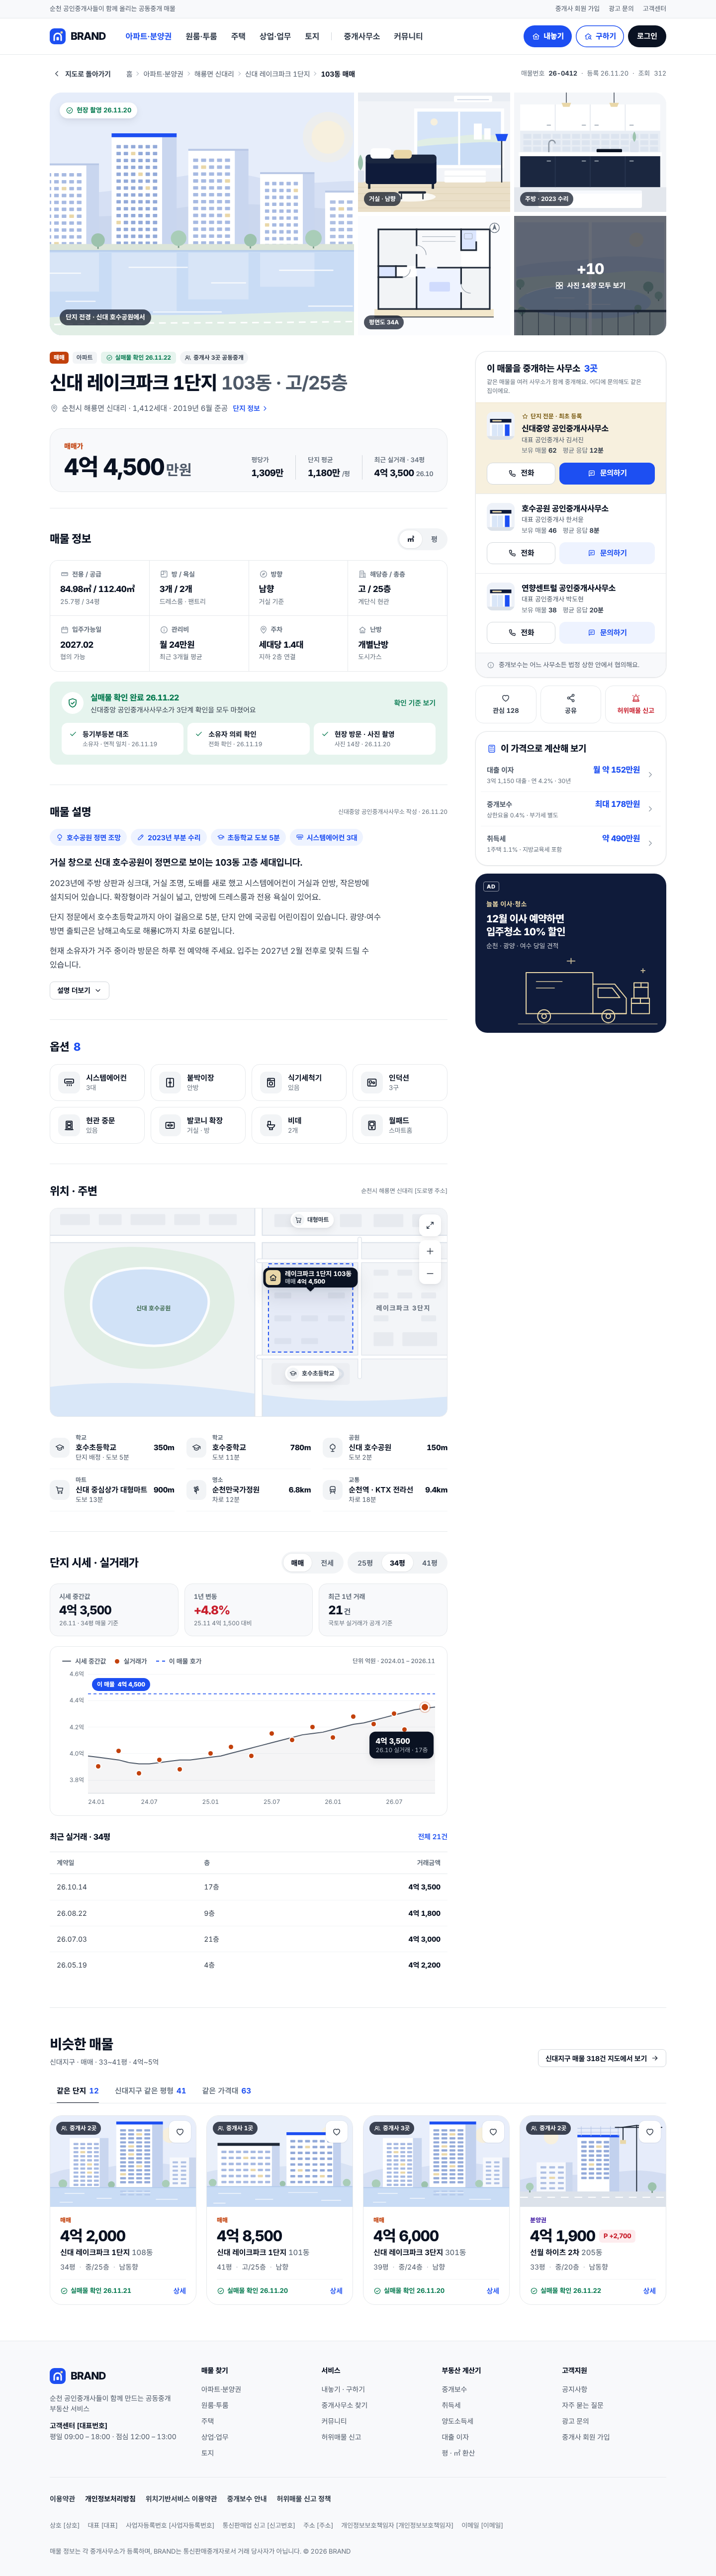 순천 공인중개사들이 함께 올리는 공동중개 매물
중개사 회원 가입 광고 문의 고객센터
BRAND 아파트·분양권 원룸·투룸 주택 상업·업무 토지 중개사무소 커뮤니티 내놓기 구하기 로그인
지도로 돌아가기 홈 > 아파트·분양권 > 해룡면 신대리 > 신대 레이크파크 1단지 > 103동 매매
매물번호 26-0412 · 등록 26.11.20 · 조회 312
현장 촬영 26.11.20
단지 전경 · 신대 호수공원에서
거실 · 남향
주방 · 2023 수리
A
평면도 34A
+10
사진 14장 모두 보기
매매 아파트 실매물 확인 26.11.22 중개사 3곳 공동중개
신대 레이크파크 1단지 103동 · 고/25층
순천시 해룡면 신대리 · 1,412세대 · 2019년 6월 준공 단지 정보 >
매매가
4억 4,500만원
평당가
1,309만
단지 평균
1,180만 /평
최근 실거래 · 34평
4억 3,500 26.10
매물 정보
㎡ 평
전용 / 공급
84.98㎡ / 112.40㎡
25.7평 / 34평
방 / 욕실
3개 / 2개
드레스룸 · 팬트리
방향
남향
거실 기준
해당층 / 총층
고 / 25층
계단식 현관
입주가능일
2027.02
협의 가능
관리비
월 24만원
최근 3개월 평균
주차
세대당 1.4대
지하 2층 연결
난방
개별난방
도시가스
실매물 확인 완료 26.11.22
신대중앙 공인중개사사무소가 3단계 확인을 모두 마쳤어요
확인 기준 보기
등기부등본 대조
소유자 · 면적 일치 · 26.11.19
소유자 의뢰 확인
전화 확인 · 26.11.19
현장 방문 · 사진 촬영
사진 14장 · 26.11.20
매물 설명
신대중앙 공인중개사사무소 작성 · 26.11.20
호수공원 정면 조망 2023년 부분 수리 초등학교 도보 5분 시스템에어컨 3대
거실 창으로 신대 호수공원이 정면으로 보이는 103동 고층 세대입니다.
2023년에 주방 상판과 싱크대, 거실 조명, 도배를 새로 했고 시스템에어컨이 거실과 안방, 작은방에
설치되어 있습니다. 확장형이라 거실이 넓고, 안방에 드레스룸과 전용 욕실이 있어요.
단지 정문에서 호수초등학교까지 아이 걸음으로 5분, 단지 안에 국공립 어린이집이 있습니다. 광양·여수
방면 출퇴근은 남해고속도로 해룡IC까지 차로 6분입니다.
현재 소유자가 거주 중이라 방문은 하루 전 예약해 주세요. 입주는 2027년 2월 전후로 맞춰 드릴 수
있습니다.
설명 더보기
옵션 8
시스템에어컨
3대
붙박이장
안방
식기세척기
있음
인덕션
3구
현관 중문
있음
발코니 확장
거실 · 방
비데
2개
월패드
스마트홈
위치 · 주변
순천시 해룡면 신대리 [도로명 주소]
대형마트
신대 호수공원
레이크파크 1단지 103동
매매 4억 4,500
레이크파크 3단지
호수초등학교
학교
호수초등학교 350m
단지 배정 · 도보 5분
학교
호수중학교 780m
도보 11분
공원
신대 호수공원 150m
도보 2분
마트
신대 중심상가 대형마트 900m
도보 13분
명소
순천만국가정원 6.8km
차로 12분
교통
순천역 · KTX 전라선 9.4km
차로 18분
단지 시세 · 실거래가
매매 전세 25평 34평 41평
시세 중간값
4억 3,500
26.11 · 34평 매물 기준
1년 변동
+4.8%
25.11 4억 1,500 대비
최근 1년 거래
21건
국토부 실거래가 공개 기준
시세 중간값 실거래가 이 매물 호가
단위 억원 · 2024.01 – 2026.11
4.6억
4.4억
4.2억
4.0억
3.8억
이 매물 4억 4,500
4억 3,500
26.10 실거래 · 17층
24.01 24.07 25.01 25.07 26.01 26.07
최근 실거래 · 34평
전체 21건
계약일 층 거래금액
26.10.14 17층 4억 3,500
26.08.22 9층 4억 1,800
26.07.03 21층 4억 3,000
26.05.19 4층 4억 2,200
이 매물을 중개하는 사무소 3곳
같은 매물을 여러 사무소가 함께 중개해요. 어디에 문의해도 같은
집이에요.
단지 전문 · 최초 등록
신대중앙 공인중개사사무소
대표 공인중개사 김서진
보유 매물 62 평균 응답 12분
전화 문의하기
호수공원 공인중개사사무소
대표 공인중개사 한서윤
보유 매물 46 평균 응답 8분
전화 문의하기
연향센트럴 공인중개사사무소
대표 공인중개사 박도현
보유 매물 38 평균 응답 20분
전화 문의하기
중개보수는 어느 사무소든 법정 상한 안에서 협의해요.
관심 128
공유
허위매물 신고
이 가격으로 계산해 보기
대출 이자 월 약 152만원
3억 1,150 대출 · 연 4.2% · 30년
중개보수 최대 178만원
상한요율 0.4% · 부가세 별도
취득세 약 490만원
1주택 1.1% · 지방교육세 포함
AD
늘봄 이사·청소
12월 이사 예약하면
입주청소 10% 할인
순천 · 광양 · 여수 당일 견적
비슷한 매물
신대지구 · 매매 · 33~41평 · 4억~5억
신대지구 매물 318건 지도에서 보기
같은 단지 12 신대지구 같은 평형 41 같은 가격대 63
중개사 2곳
매매
4억 2,000
신대 레이크파크 1단지 108동
34평 · 중/25층 · 남동향
실매물 확인 26.11.21 상세
중개사 1곳
매매
4억 8,500
신대 레이크파크 1단지 101동
41평 · 고/25층 · 남향
실매물 확인 26.11.20 상세
중개사 3곳
매매
4억 6,000
신대 레이크파크 3단지 301동
39평 · 중/24층 · 남향
실매물 확인 26.11.20 상세
중개사 2곳
분양권
4억 1,900 P +2,700
선월 하이츠 2차 205동
33평 · 중/20층 · 남동향
실매물 확인 26.11.22 상세
BRAND
순천 공인중개사들이 함께 만드는 공동중개
부동산 서비스
고객센터 [대표번호]
평일 09:00 – 18:00 · 점심 12:00 – 13:00
매물 찾기
아파트·분양권
원룸·투룸
주택
상업·업무
토지
서비스
내놓기 · 구하기
중개사무소 찾기
커뮤니티
허위매물 신고
부동산 계산기
중개보수
취득세
양도소득세
대출 이자
평 · ㎡ 환산
고객지원
공지사항
자주 묻는 질문
광고 문의
중개사 회원 가입
이용약관 개인정보처리방침 위치기반서비스 이용약관 중개보수 안내 허위매물 신고 정책
상호 [상호] 대표 [대표] 사업자등록번호 [사업자등록번호] 통신판매업 신고 [신고번호] 주소 [주소] 개인정보보호책임자 [개인정보보호책임자] 이메일 [이메일]
매물 정보는 각 중개사무소가 등록하며, BRAND는 통신판매중개자로서 거래 당사자가 아닙니다. © 2026 BRAND